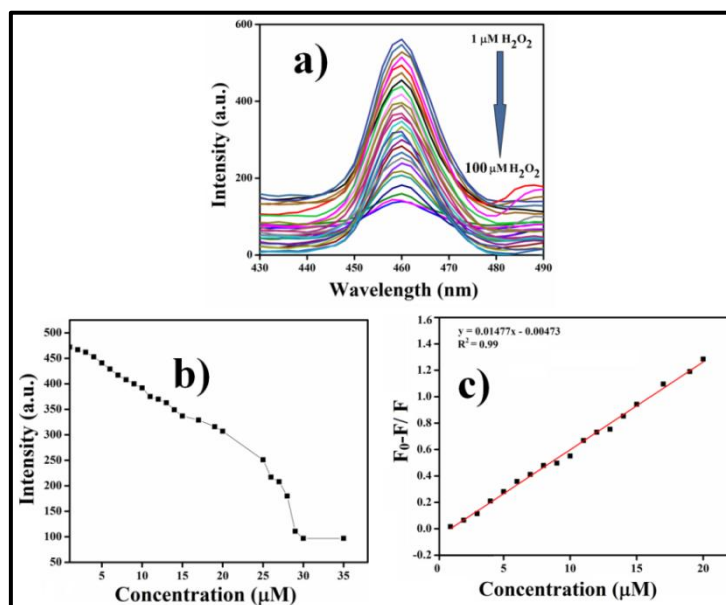 a)
1 µM H₂O₂
100 µM H₂O₂
Intensity (a.u.)
600
400
200
0
430 440 450 460 470 480 490
Wavelength (nm)
b)
Intensity (a.u.)
500
450
400
350
300
250
200
150
100
50
5 10 15 20 25 30 35
Concentration (µM)
c)
y = 0.01477x - 0.00473
R² = 0.99
F₀-F/ F
1.6
1.4
1.2
1.0
0.8
0.6
0.4
0.2
0.0
-0.2
0 5 10 15 20
Concentration (µM)